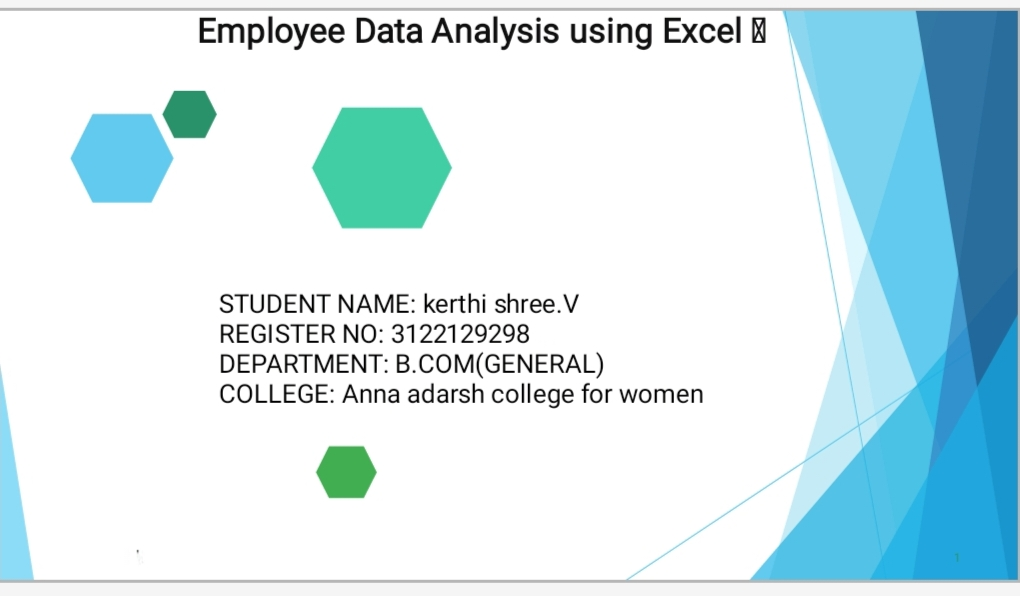 Employee Data Analysis using Excel
STUDENT NAME: kerthi shree.V
REGISTER NO: 3122129298
DEPARTMENT: B.COM(GENERAL)
COLLEGE: Anna adarsh college for women
1